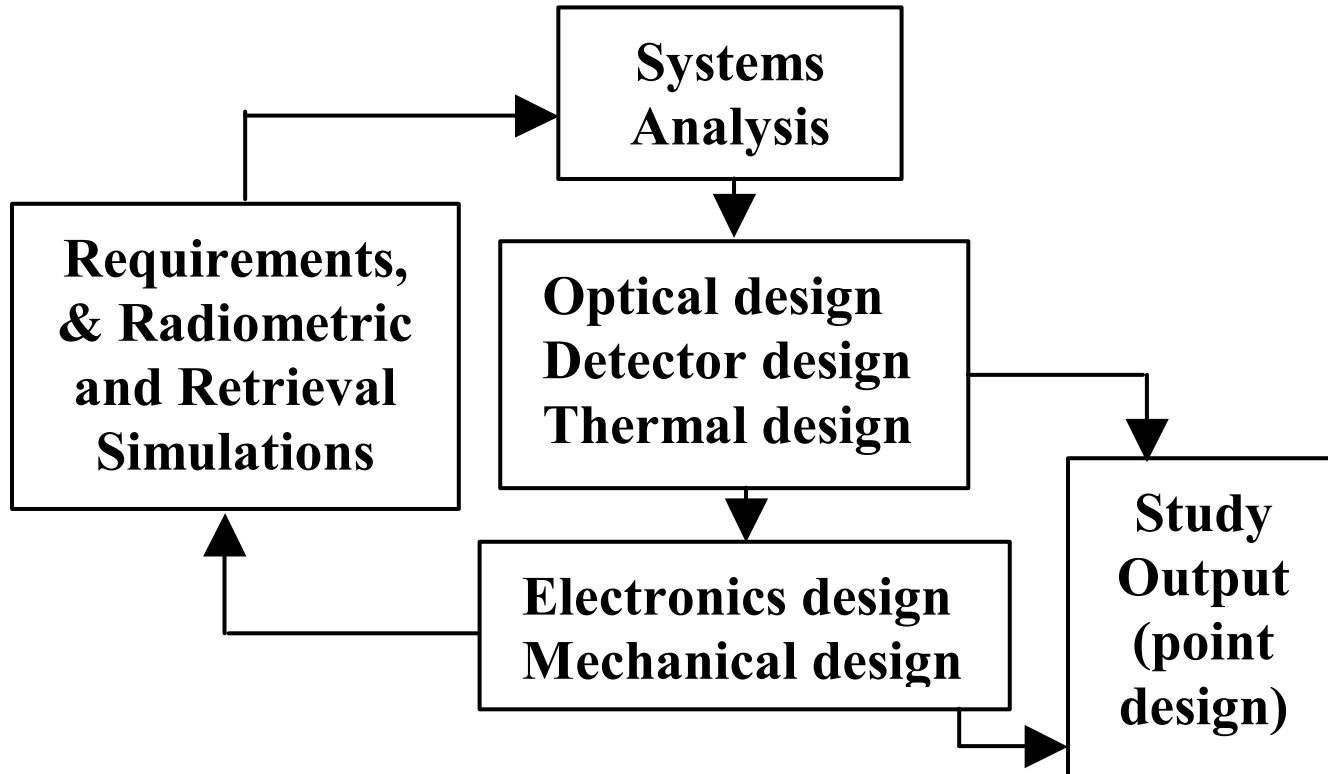 Systems
Analysis
Requirements,
& Radiometric
and Retrieval
Simulations
Optical design
Detector design
Thermal design
Electronics design
Mechanical design
Study
Output
(point
design)